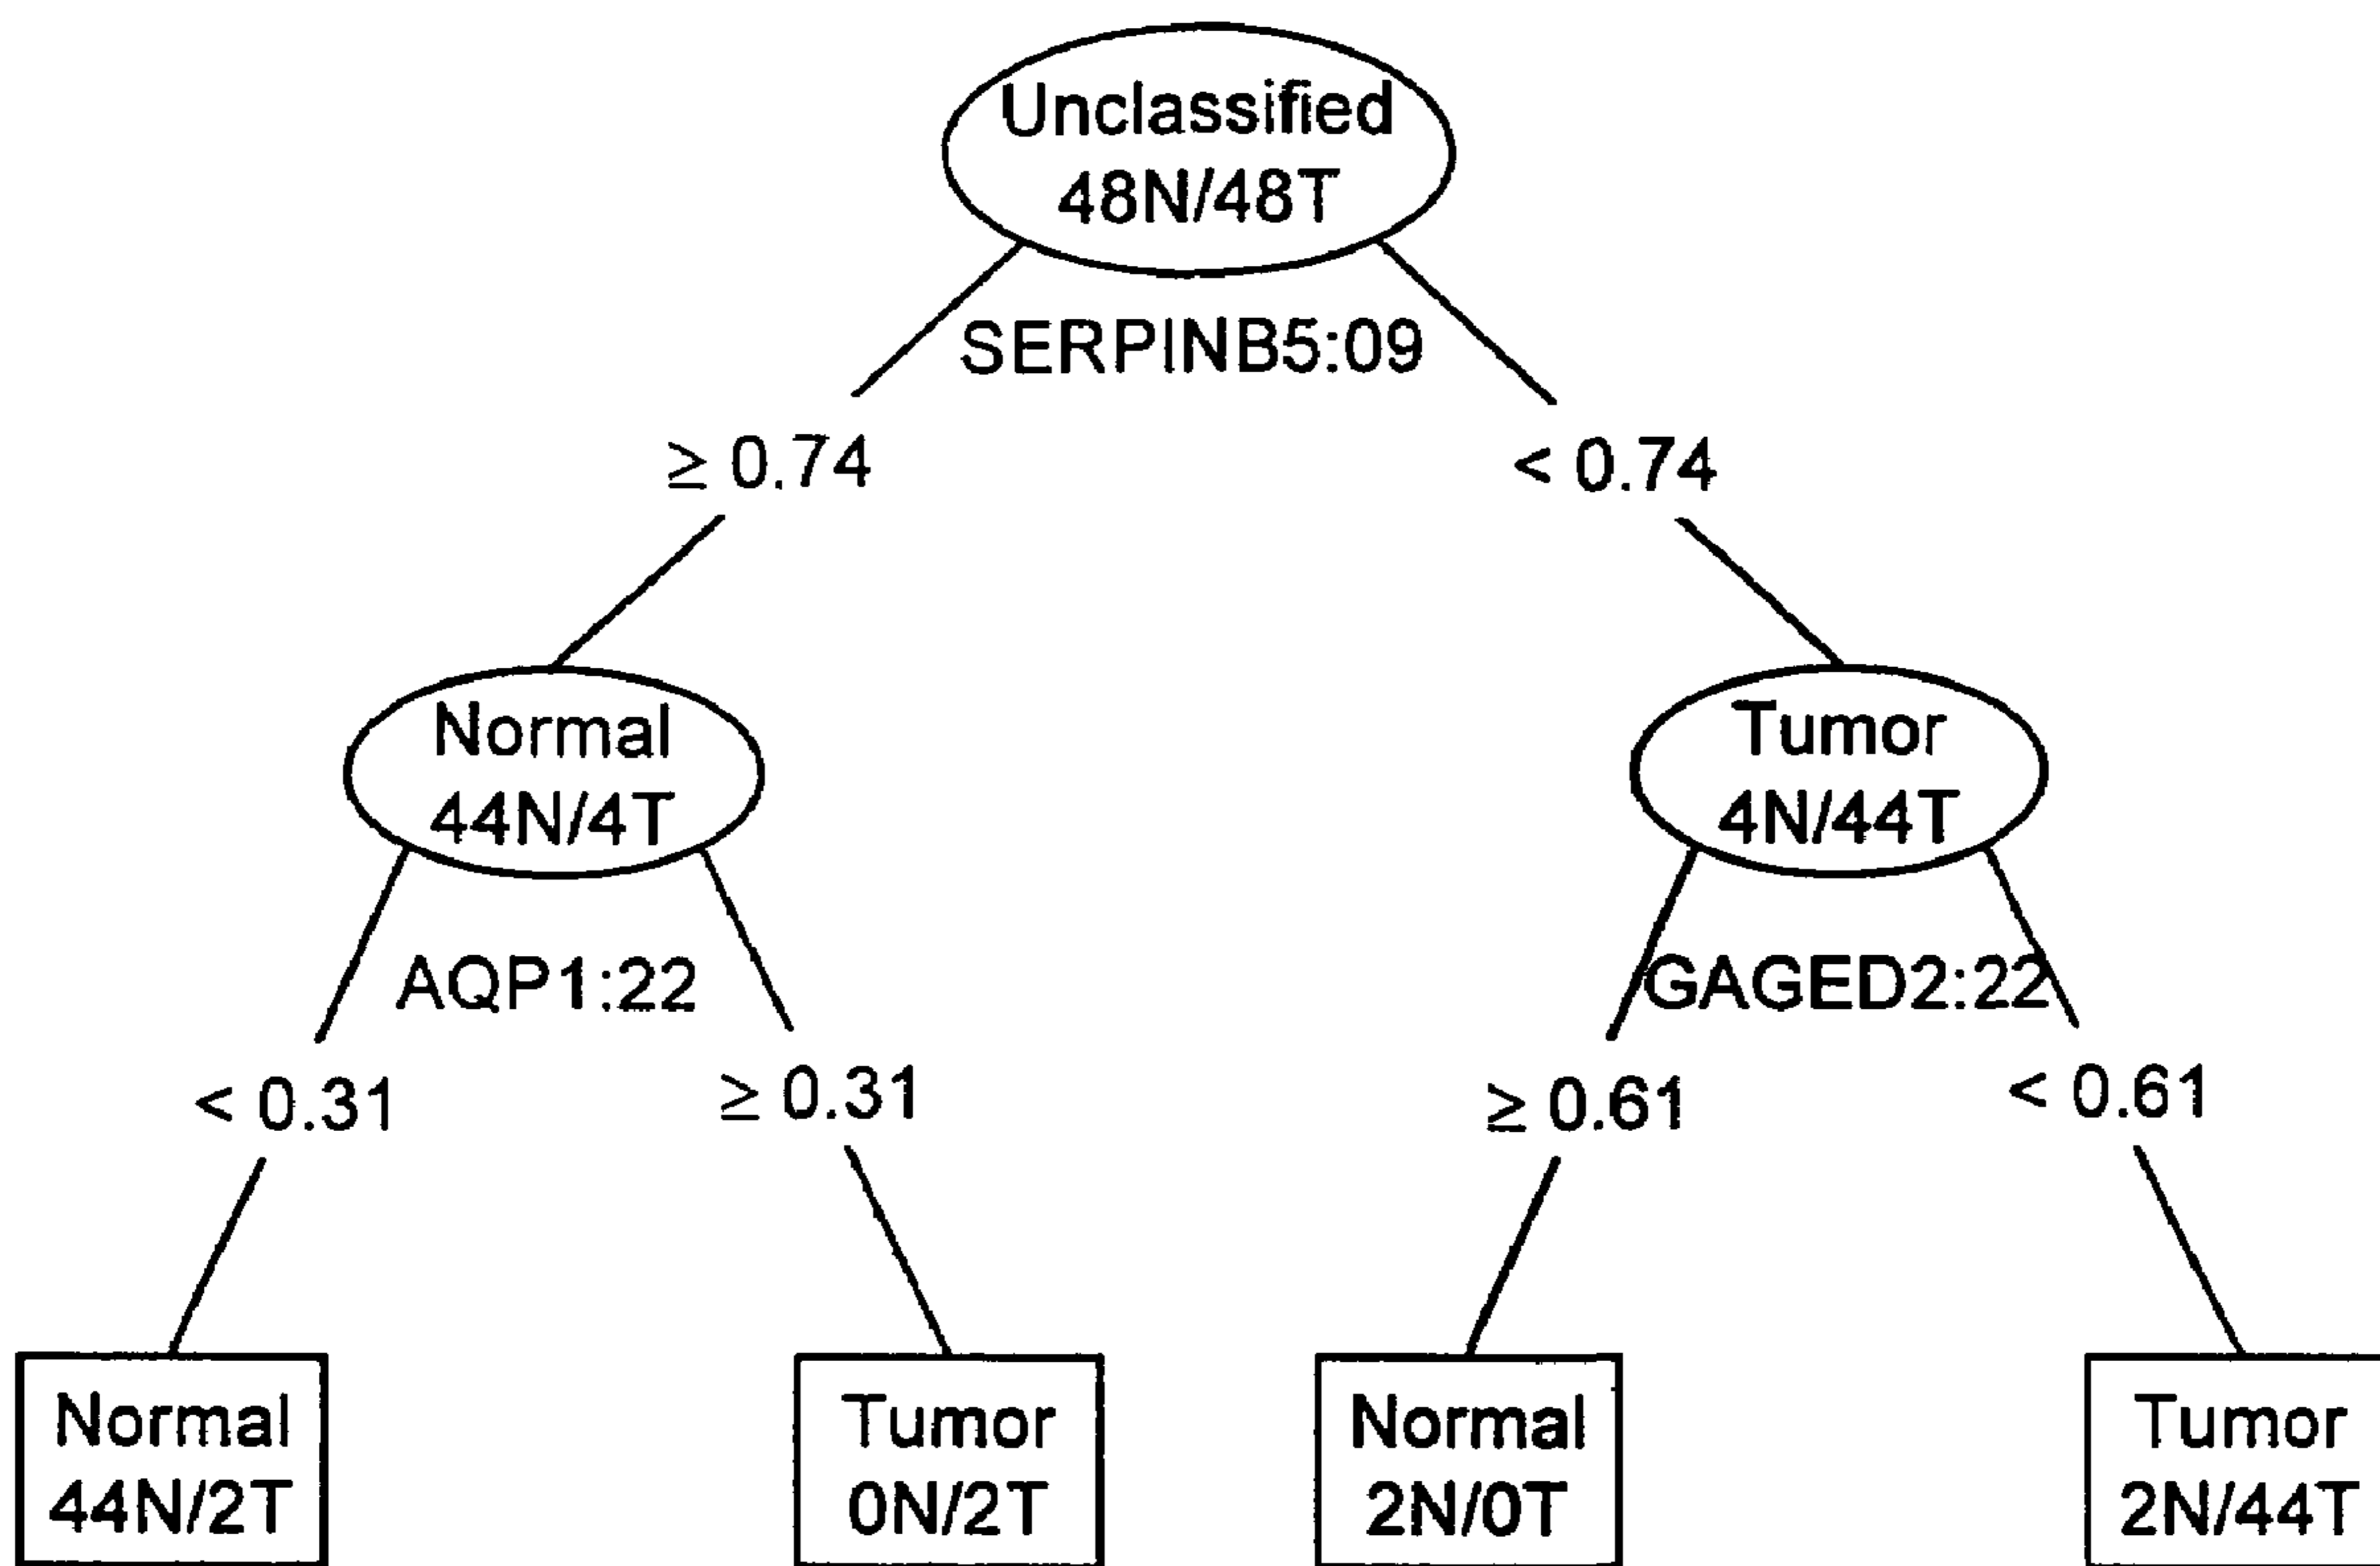 Unclassified
48N/48T
SERPINB5:09
≥ 0.74
< 0.74
Normal
44N/4T
Tumor
4N/44T
AQP1:22
GAGED2:22
< 0.31
≥ 0.31
≥ 0.61
< 0.61
Normal
44N/2T
Tumor
0N/2T
Normal
2N/0T
Tumor
2N/44T